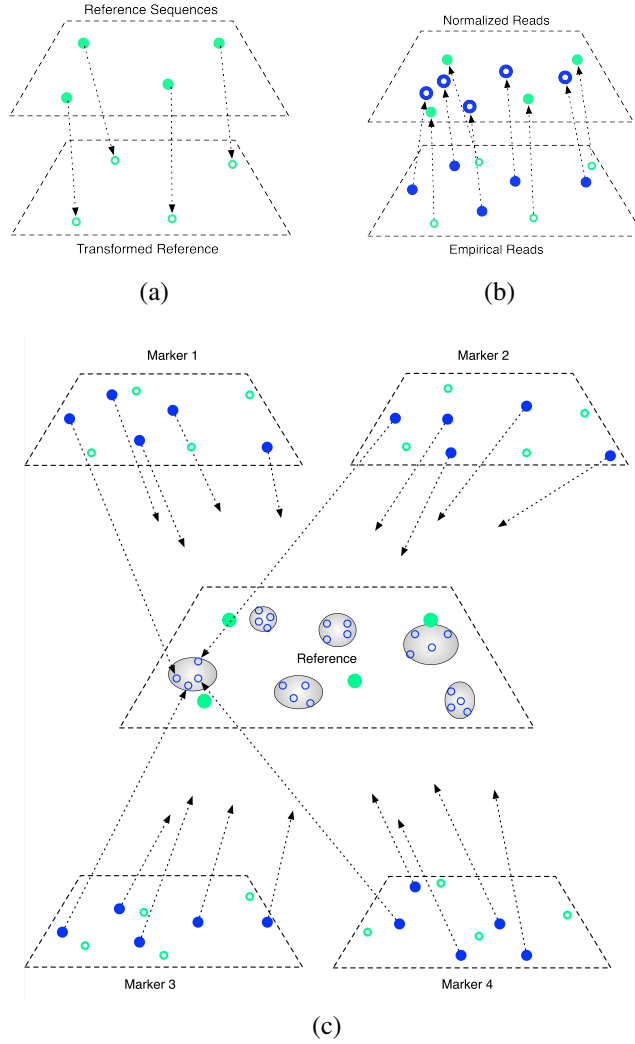 Reference Sequences
Transformed Reference
(a)
Normalized Reads
Empirical Reads
(b)
Marker 1
Marker 2
Reference
Marker 3
Marker 4
(c)